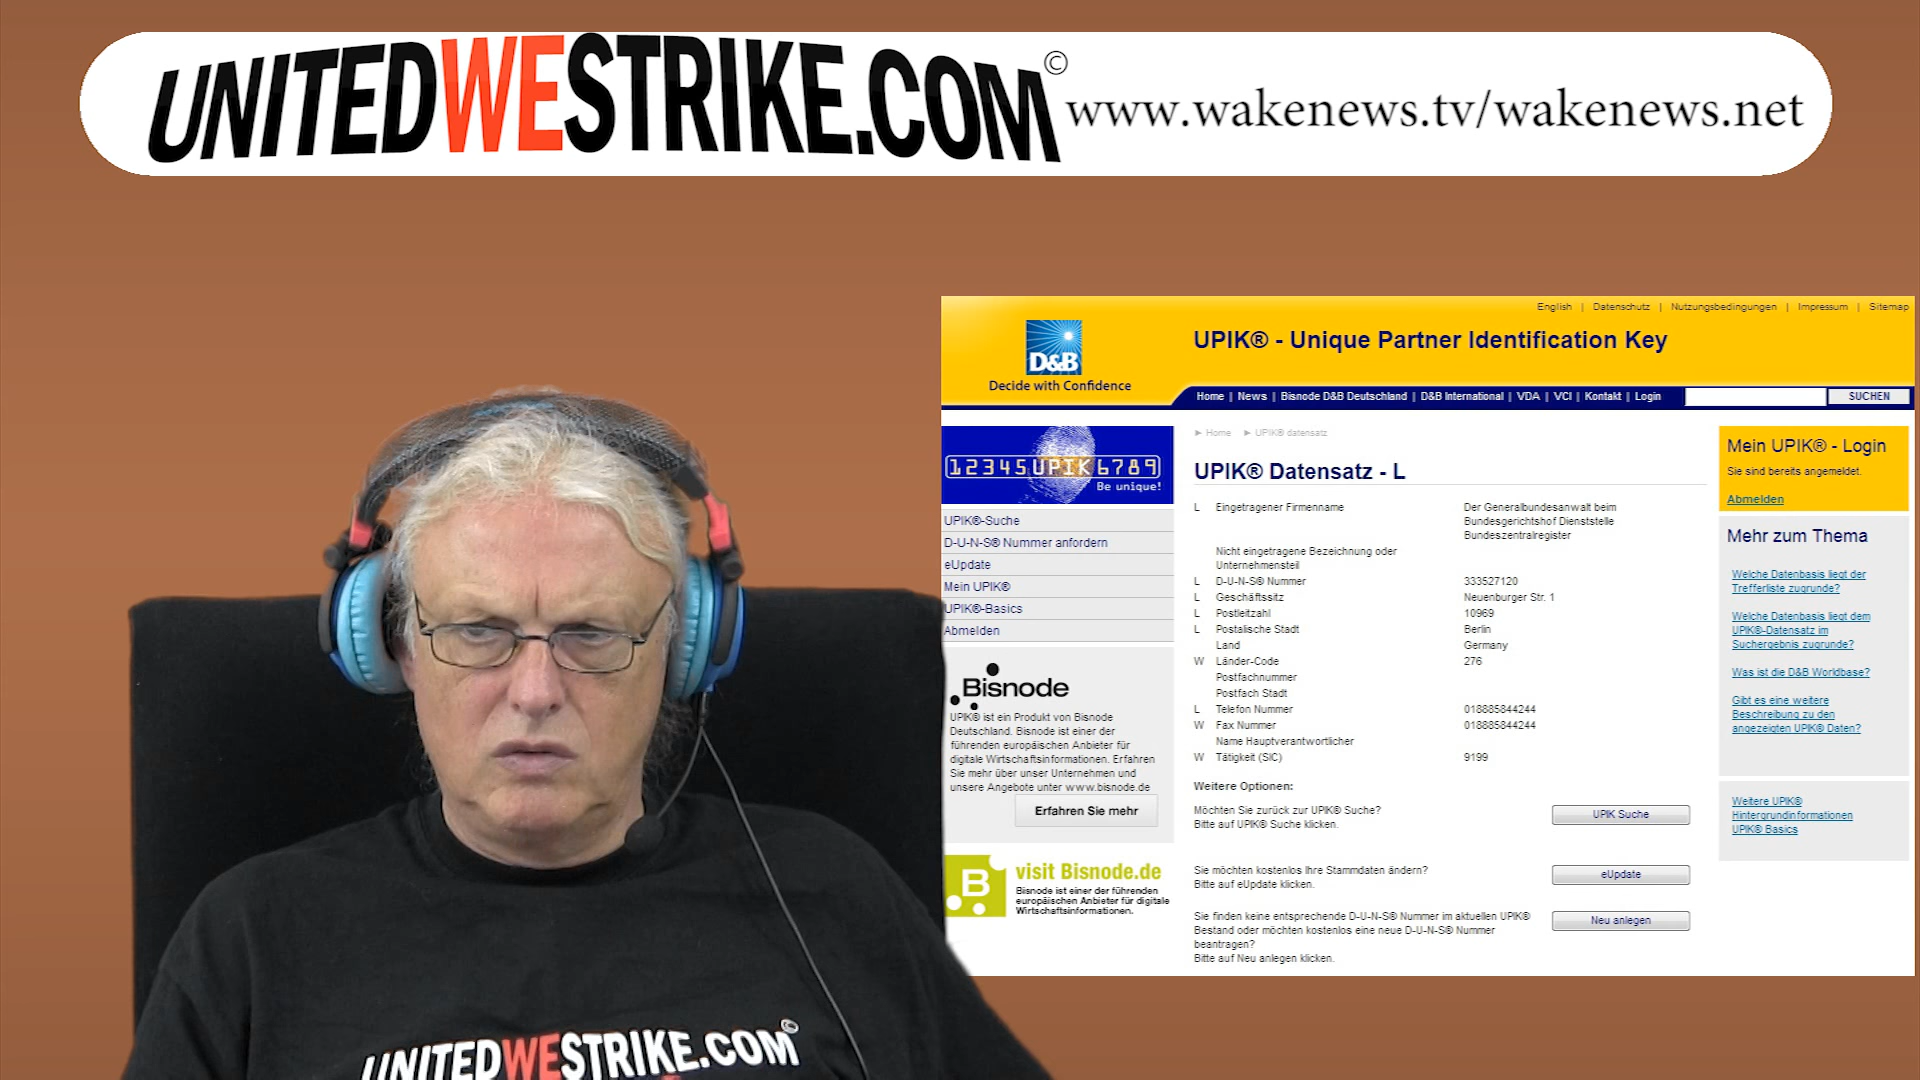 UNITEDWESTRIKE.COM©
www.wakenews.tv/wakenews.net
English | Datenschutz | Nutzungsbedingungen | Impressum | Sitemap
D&B
Decide with Confidence
UPIK® - Unique Partner Identification Key
Home | News | Bisnode D&B Deutschland | D&B International | VDA | VCI | Kontakt | Login
SUCHEN
12345UPIK6789
Be unique!
UPIK®-Suche
D-U-N-S® Nummer anfordern
eUpdate
Mein UPIK®
UPIK®-Basics
Abmelden
Bisnode
UPIK® ist ein Produkt von Bisnode
Deutschland. Bisnode ist einer der
führenden europäischen Anbieter für
digitale Wirtschaftsinformationen. Erfahren
Sie mehr über unser Unternehmen und
unsere Angebote unter www.bisnode.de
Erfahren Sie mehr
B
visit Bisnode.de
Bisnode ist einer der führenden
europäischen Anbieter für digitale
Wirtschaftsinformationen.
► Home ► UPIK® datensatz
UPIK® Datensatz - L
L Eingetragener Firmenname Der Generalbundesanwalt beim
Bundesgerichtshof Dienststelle
Bundeszentralregister
Nicht eingetragene Bezeichnung oder
Unternehmensteil
L D-U-N-S® Nummer 333527120
L Geschäftssitz Neuenburger Str. 1
L Postleitzahl 10969
L Postalische Stadt Berlin
Land Germany
W Länder-Code 276
Postfachnummer
Postfach Stadt
L Telefon Nummer 018885844244
W Fax Nummer 018885844244
Name Hauptverantwortlicher
W Tätigkeit (SIC) 9199
Weitere Optionen:
Möchten Sie zurück zur UPIK® Suche?
Bitte auf UPIK® Suche klicken.
UPIK Suche
Sie möchten kostenlos Ihre Stammdaten ändern?
Bitte auf eUpdate klicken.
eUpdate
Sie finden keine entsprechende D-U-N-S® Nummer im aktuellen UPIK®
Bestand oder möchten kostenlos eine neue D-U-N-S® Nummer
beantragen?
Bitte auf Neu anlegen klicken.
Neu anlegen
Mein UPIK® - Login
Sie sind bereits angemeldet.
Abmelden
Mehr zum Thema
Welche Datenbasis liegt der
Trefferliste zugrunde?
Welche Datenbasis liegt dem
UPIK®-Datensatz im
Suchergebnis zugrunde?
Was ist die D&B Worldbase?
Gibt es eine weitere
Beschreibung zu den
angezeigten UPIK® Daten?
Weitere UPIK®
Hintergrundinformationen
UPIK® Basics
UNITEDWESTRIKE.COM©